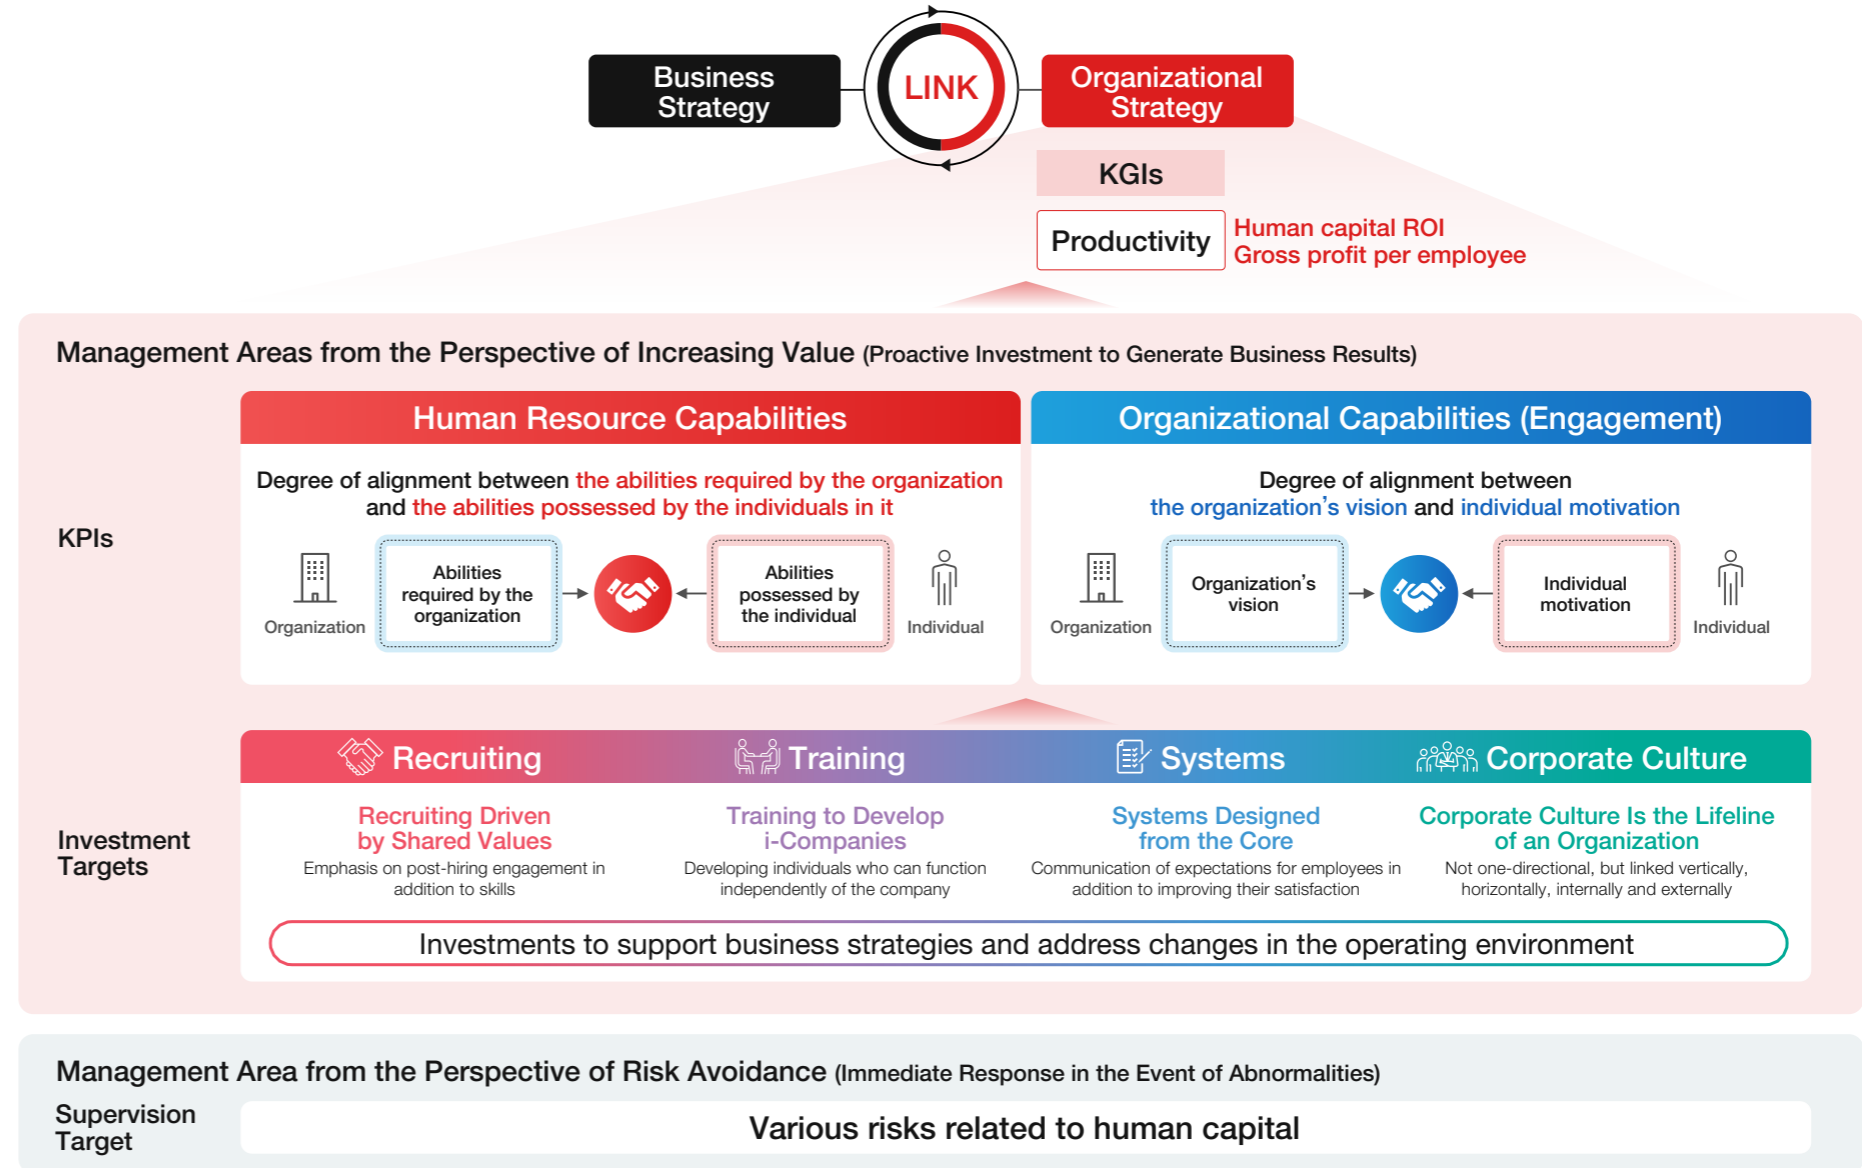 Business
Strategy
LINK
Organizational
Strategy
KGIs
Productivity
Human capital ROI
Gross profit per employee
Management Areas from the Perspective of Increasing Value (Proactive Investment to Generate Business Results)
KPIs
Human Resource Capabilities
Degree of alignment between the abilities required by the organization
and the abilities possessed by the individuals in it
Organization
Abilities
required by the
organization
Abilities
possessed by
the individual
Individual
Organizational Capabilities (Engagement)
Degree of alignment between
the organization's vision and individual motivation
Organization
Organization's
vision
Individual
motivation
Individual
Investment
Targets
Recruiting
Recruiting Driven
by Shared Values
Emphasis on post-hiring engagement in
addition to skills
Training
Training to Develop
i-Companies
Developing individuals who can function
independently of the company
Systems
Systems Designed
from the Core
Communication of expectations for employees in
addition to improving their satisfaction
Corporate Culture
Corporate Culture Is the Lifeline
of an Organization
Not one-directional, but linked vertically,
horizontally, internally and externally
Investments to support business strategies and address changes in the operating environment
Management Area from the Perspective of Risk Avoidance (Immediate Response in the Event of Abnormalities)
Supervision
Target
Various risks related to human capital